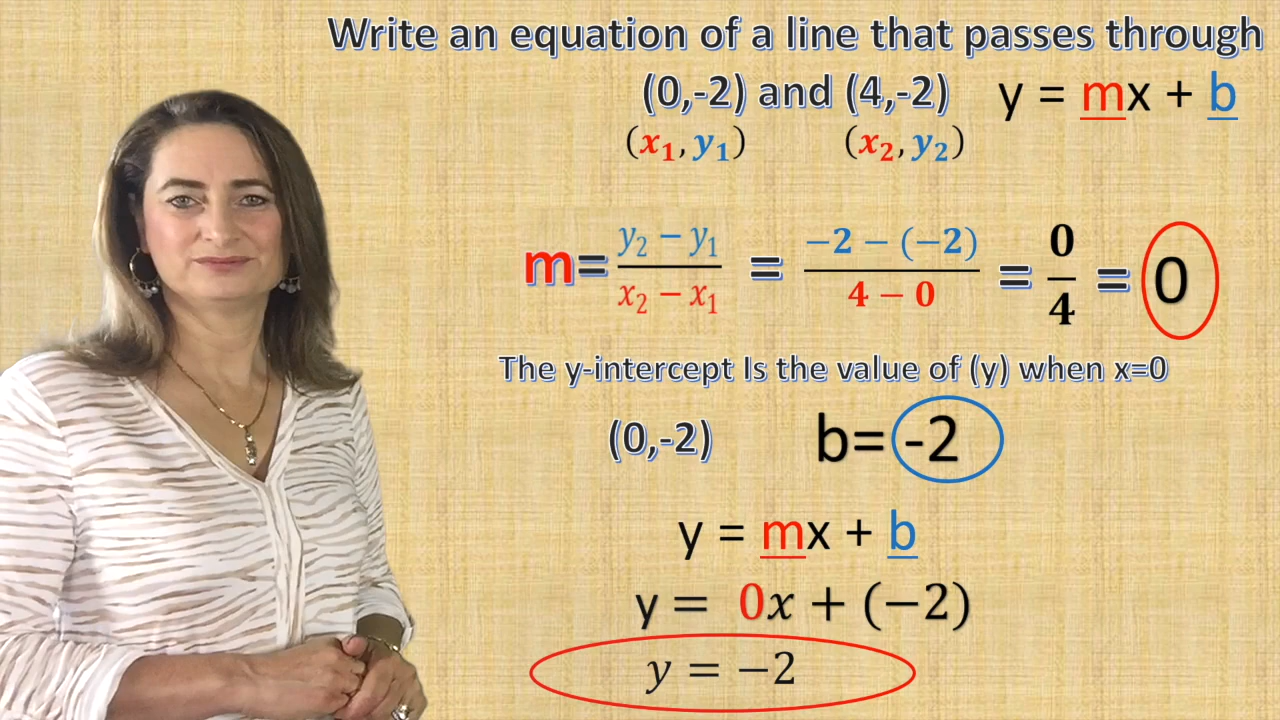 Write an equation of a line that passes through
(0,-2) and (4,-2) y = mx + b
(x₁, y₁) (x₂, y₂)
m= y₂ − y₁ / x₂ − x₁ = −2 − (−2) / 4 − 0 = 0 / 4 = 0
The y-intercept Is the value of (y) when x=0
(0,-2) b= -2
y = mx + b
y = 0x + (−2)
y = −2